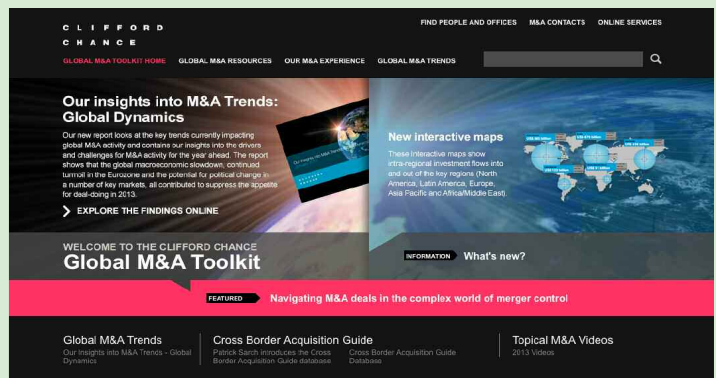 CLIFFORD
CHANCE
FIND PEOPLE AND OFFICES M&A CONTACTS ONLINE SERVICES
GLOBAL M&A TOOLKIT HOME GLOBAL M&A RESOURCES OUR M&A EXPERIENCE GLOBAL M&A TRENDS
Our insights into M&A Trends:
Global Dynamics
Our new report looks at the key trends currently impacting
global M&A activity and contains our insight into the drivers
and challenges for M&A activity for the year ahead. The report
shows that the global macroeconomic slowdown, continued
turmoil in the Eurozone and the potential for political change in
a number of key markets, all contributed to suppress the appetite
for deal-doing in 2013.
EXPLORE THE FINDINGS ONLINE
New interactive maps
These interactive maps show
intra-regional investment flows into
and out of the key regions (North
America, Latin America, Europe,
Asia Pacific and Africa/Middle East).
WELCOME TO THE CLIFFORD CHANCE
Global M&A Toolkit
INFORMATION What's new?
FEATURED Navigating M&A deals in the complex world of merger control
Global M&A Trends
Our Insights into M&A Trends - Global
Dynamics
Cross Border Acquisition Guide
Patrick Sarch introduces the Cross
Border Acquisition Guide database
Cross Border Acquisition Guide
Database
Topical M&A Videos
2013 Videos